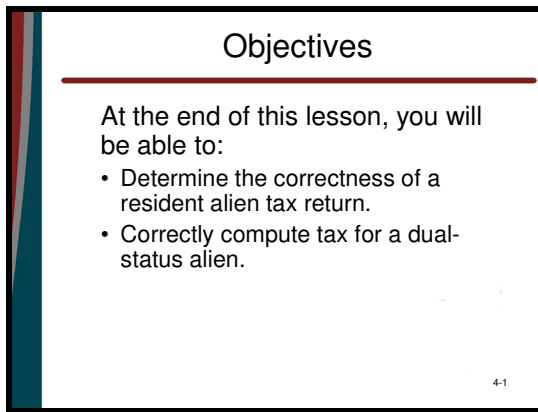 Objectives
At the end of this lesson, you will
be able to:
• Determine the correctness of a
resident alien tax return.
• Correctly compute tax for a dual-
status alien.
4-1